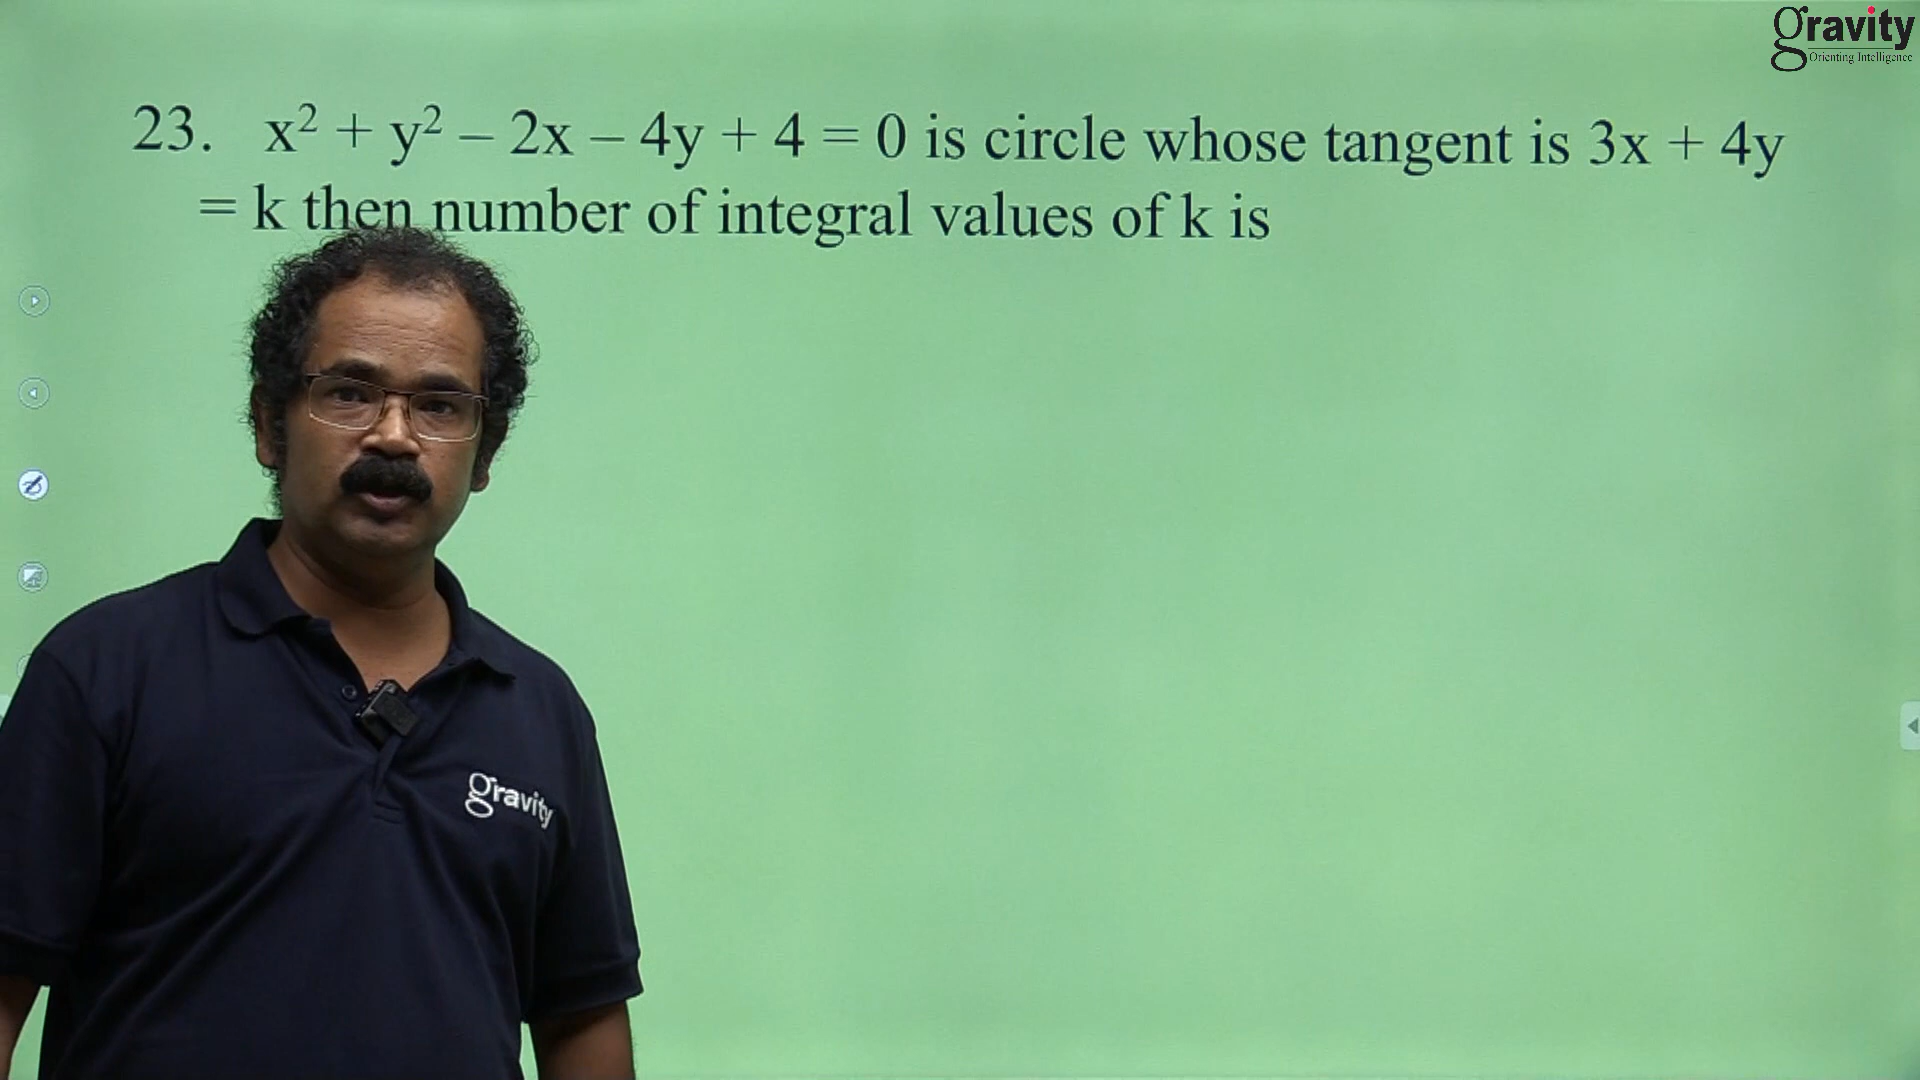 gravity
Orienting Intelligence
23. x² + y² – 2x – 4y + 4 = 0 is circle whose tangent is 3x + 4y
= k then number of integral values of k is
gravity